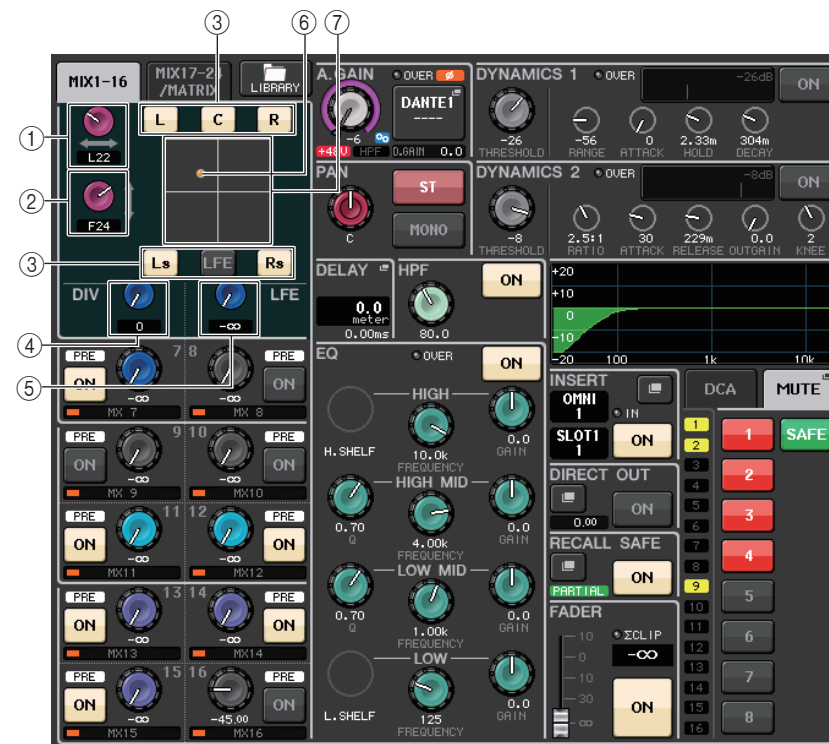 ③ ⑥ ⑦
MIX1-16
MIX17-24
/MATRIX
LIBRARY
①
L22
②
F24
L C R
③
Ls LFE Rs
DIV LFE
0 -∞
④
⑤
PRE 7 8 PRE
ON -∞ -∞ ON
MX 7 MX 8
PRE 9 10 PRE
ON -∞ -∞ ON
MX 9 MX10
PRE 11 12 PRE
ON -∞ -∞ ON
MX11 MX12
PRE 13 14 PRE
ON -∞ -∞ ON
MX13 MX14
PRE 15 16 PRE
ON -∞ -45.00 ON
MX15 MX16
A.GAIN OVER Ø
DANTE1
----
-6
+48V HPF D.GAIN 0.0
PAN
ST
MONO
C
DELAY HPF
ON
0.0
meter
0.00ms 80.0
EQ OVER ON
HIGH
H.SHELF 10.0k 0.0
FREQUENCY GAIN
HIGH MID
0.70 4.00k 0.0
Q FREQUENCY GAIN
LOW MID
0.70 1.00k 0.0
Q FREQUENCY GAIN
LOW
L.SHELF 125 0.0
FREQUENCY GAIN
DYNAMICS 1 OVER -26dB ON
-26 -56 0 2.33m 304m
THRESHOLD RANGE ATTACK HOLD DECAY
DYNAMICS 2 OVER -8dB ON
-8 2.5:1 30 229m 0.0 2
THRESHOLD RATIO ATTACK RELEASE OUTGAIN KNEE
+20
+10
0
-10
-20 100 1k 10k
INSERT
OMNI
1
IN
SLOT1
1
ON
DIRECT OUT
0.00 ON
RECALL SAFE
PARTIAL ON
FADER
10
0
10
30
∞
ΣCLIP
-∞
ON
DCA MUTE
1
2
3
4
5
6
7
8
9
10
11
12
13
14
15
16
1 SAFE
2
3
4
5
6
7
8